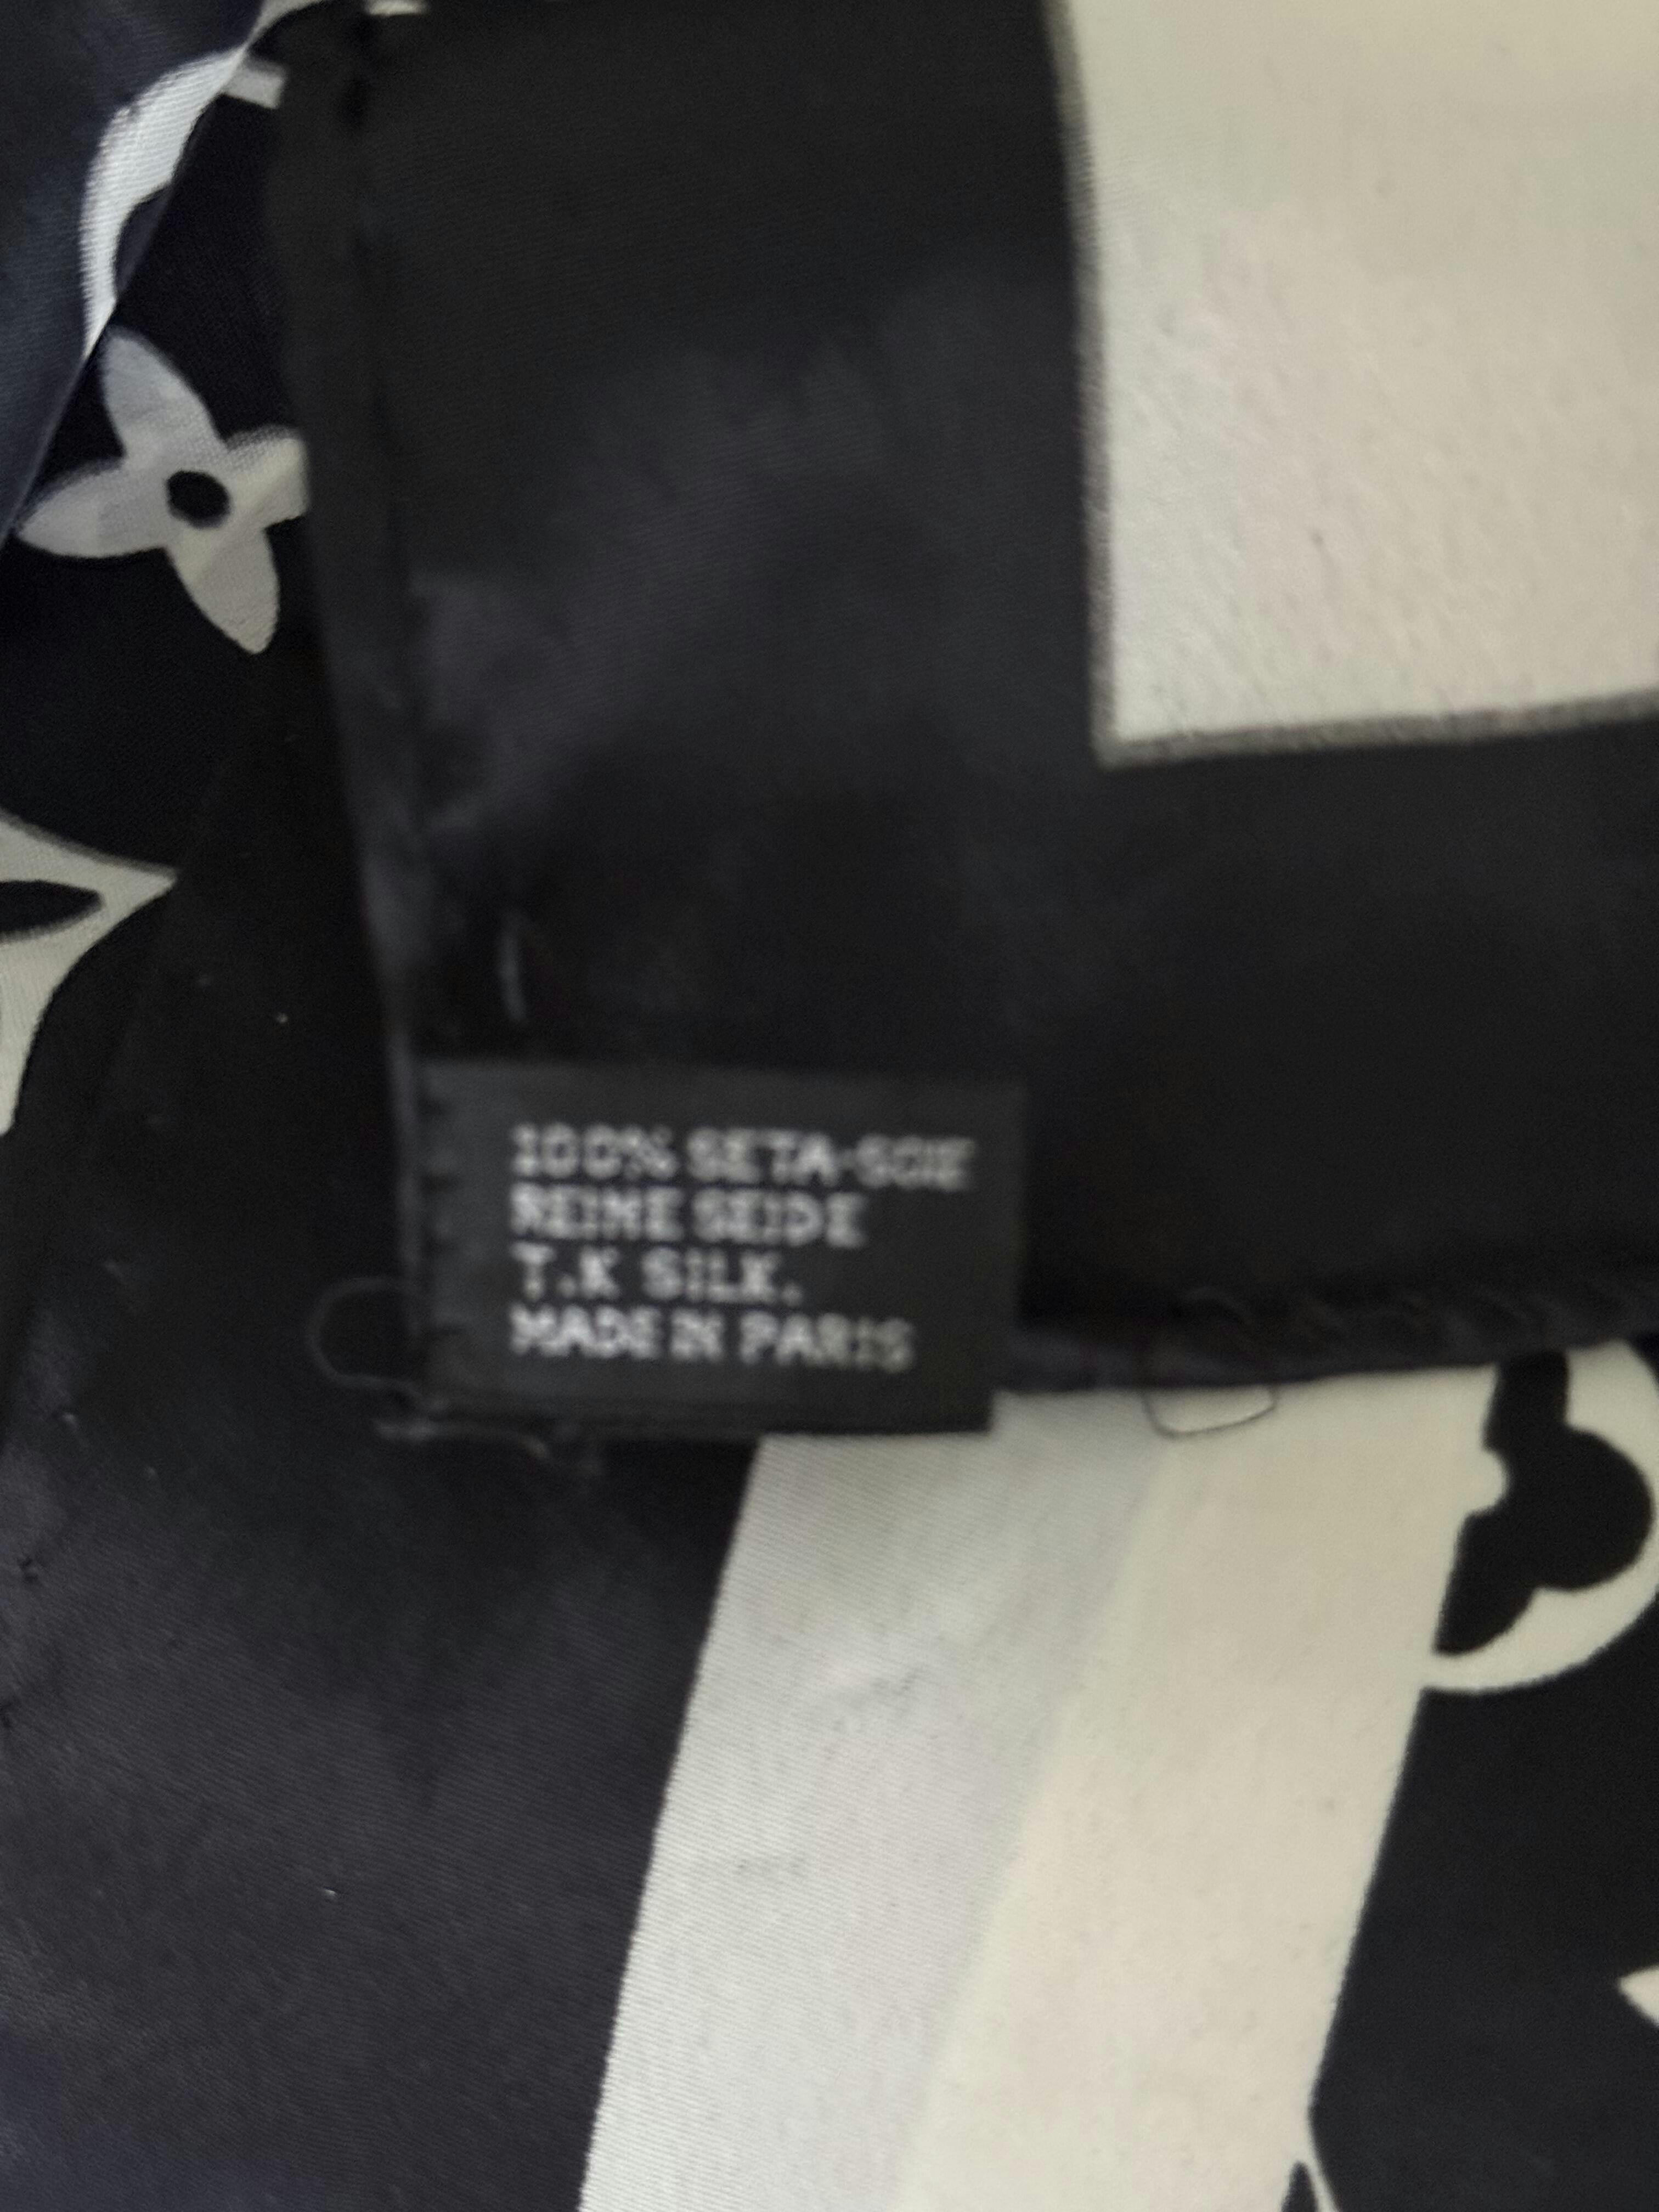 100% SETA-SOIE
REINE SEIDE
T.K SILK.
MADE IN PARIS